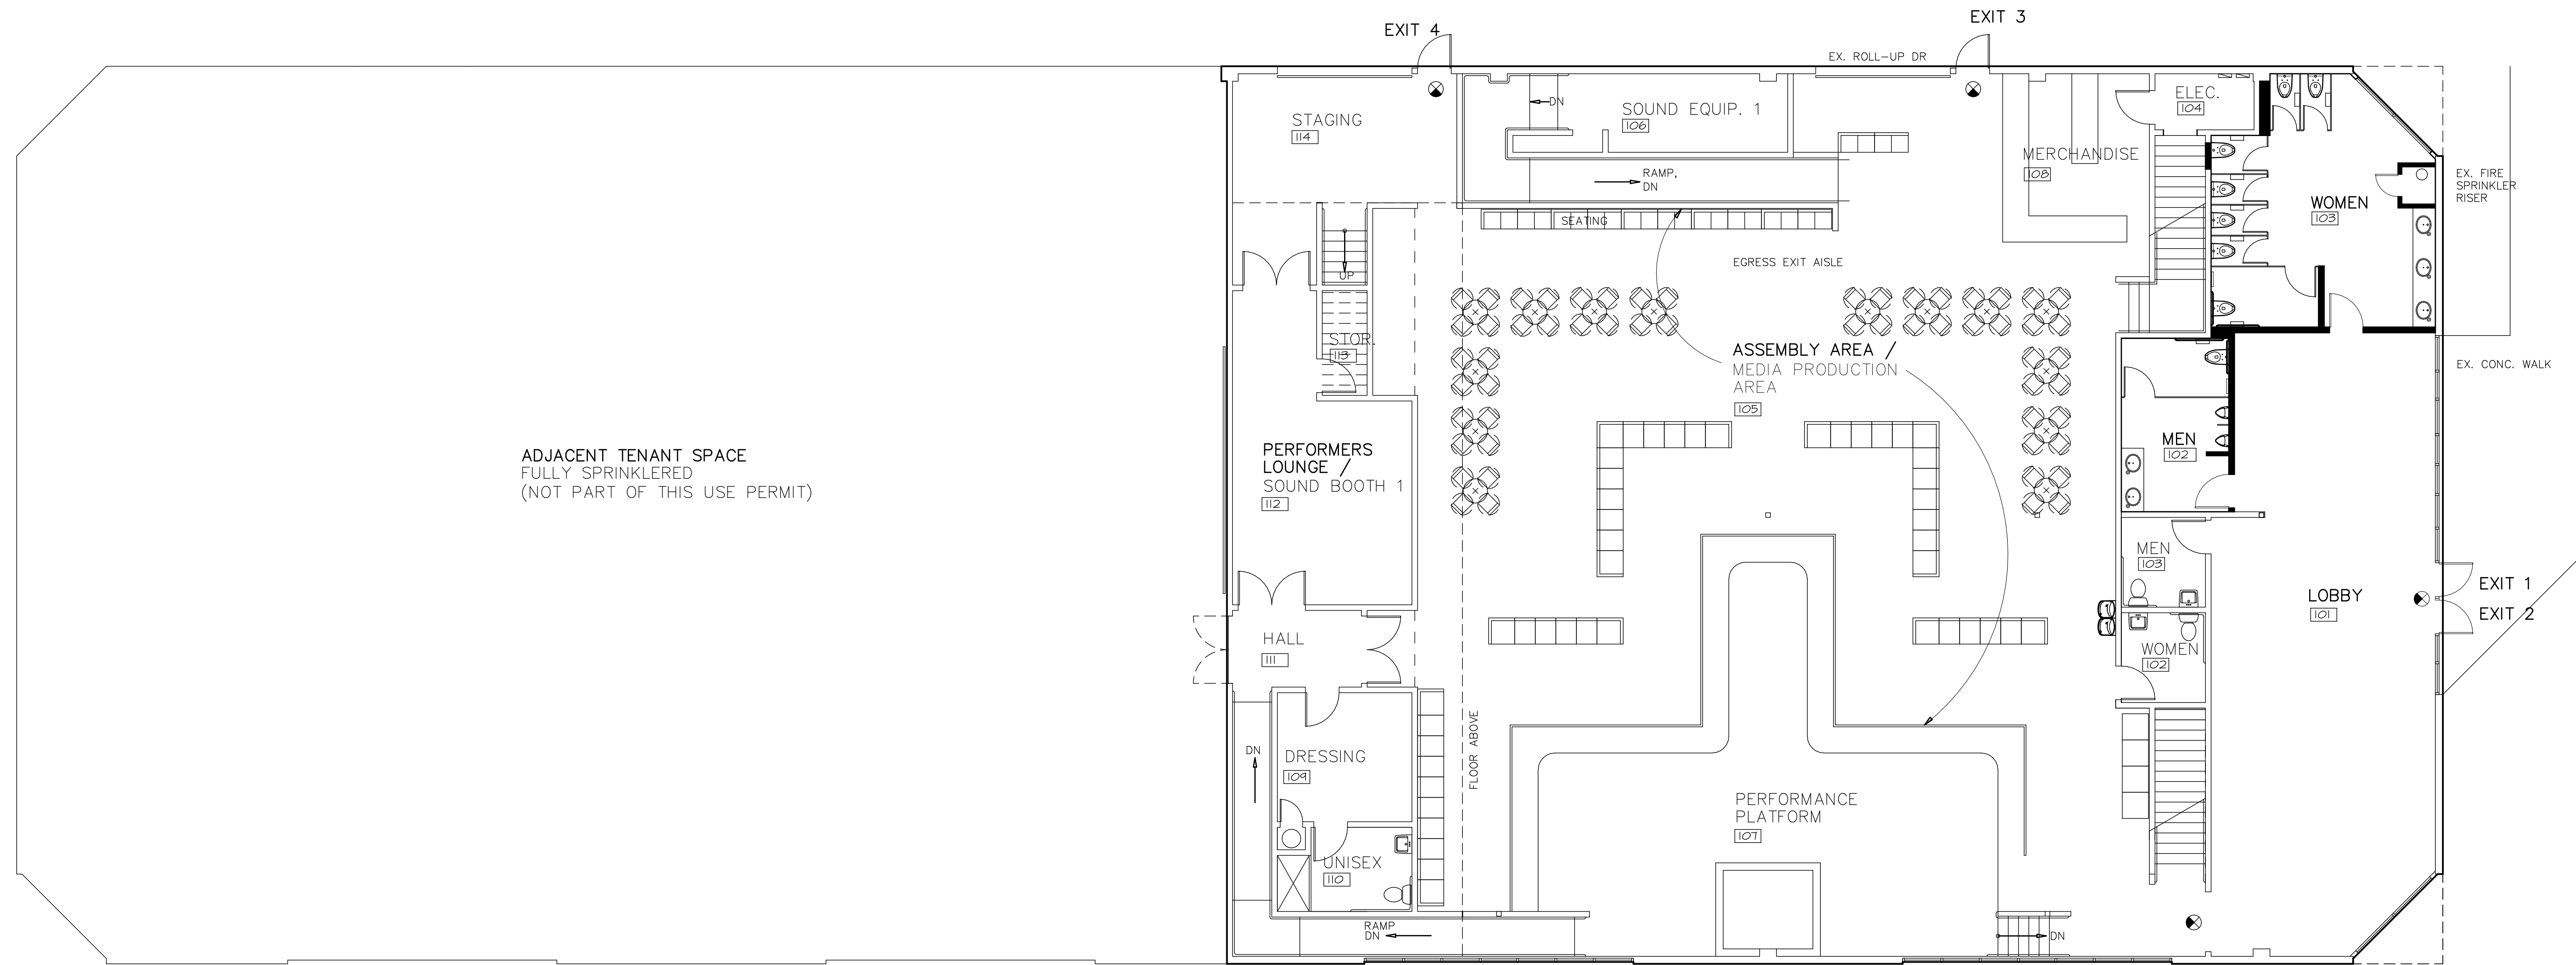 EXIT 4
EXIT 3
EX. ROLL-UP DR
STAGING
114
DN
SOUND EQUIP. 1
106
RAMP,
DN
SEATING
MERCHANDISE
108
ELEC.
104
WOMEN
103
EX. FIRE
SPRINKLER
RISER
UP
EGRESS EXIT AISLE
STOR.
113
ASSEMBLY AREA /
MEDIA PRODUCTION
AREA
105
EX. CONC. WALK
ADJACENT TENANT SPACE
FULLY SPRINKLERED
(NOT PART OF THIS USE PERMIT)
PERFORMERS
LOUNGE /
SOUND BOOTH 1
112
MEN
102
MEN
103
LOBBY
101
EXIT 1
EXIT 2
HALL
111
WOMEN
102
DN
DRESSING
109
FLOOR ABOVE
PERFORMANCE
PLATFORM
107
UNISEX
110
RAMP
DN
DN